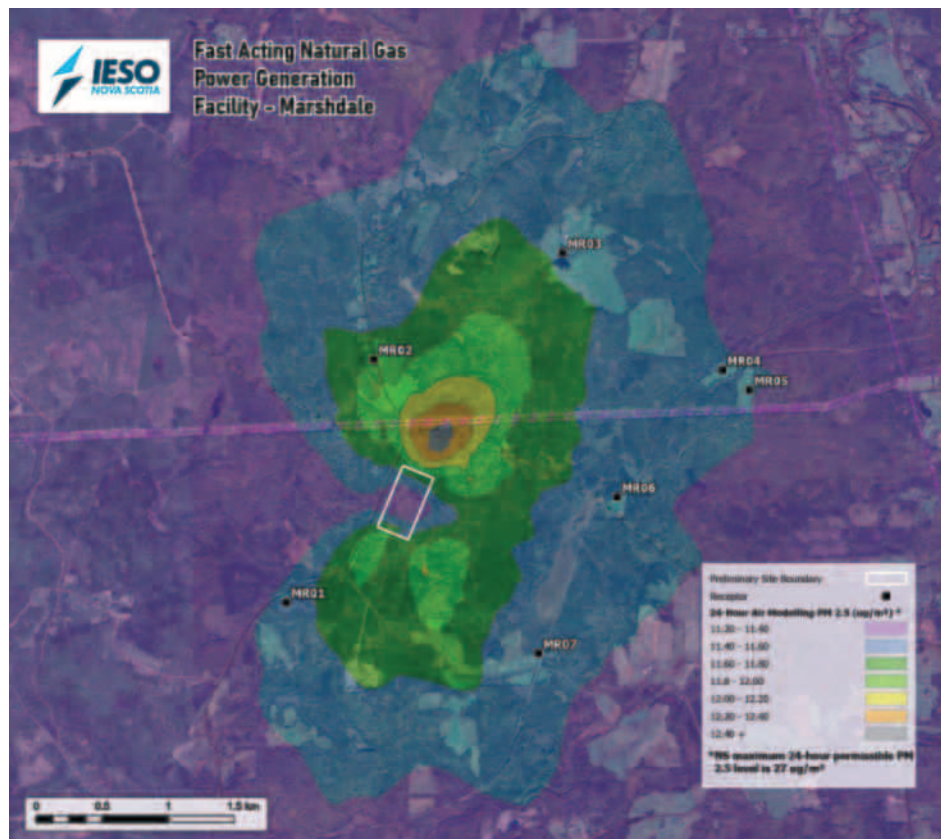 IESO
NOVA SCOTIA
Fast Acting Natural Gas
Power Generation
Facility - Marshdale
MR03
MR02
MR04
MR05
MR06
MR01
MR07
Preliminary Site Boundary
Receptor
24-Hour Air Modelling PM 2.5 (ug/m³) *
11.20 - 11.40
11.40 - 11.60
11.60 - 11.80
11.8 - 12.00
12.00 - 12.20
12.20 - 12.40
12.40 +
*NS maximum 24-hour permissible PM
2.5 level is 27 ug/m³
0 0.5 1 1.5 km